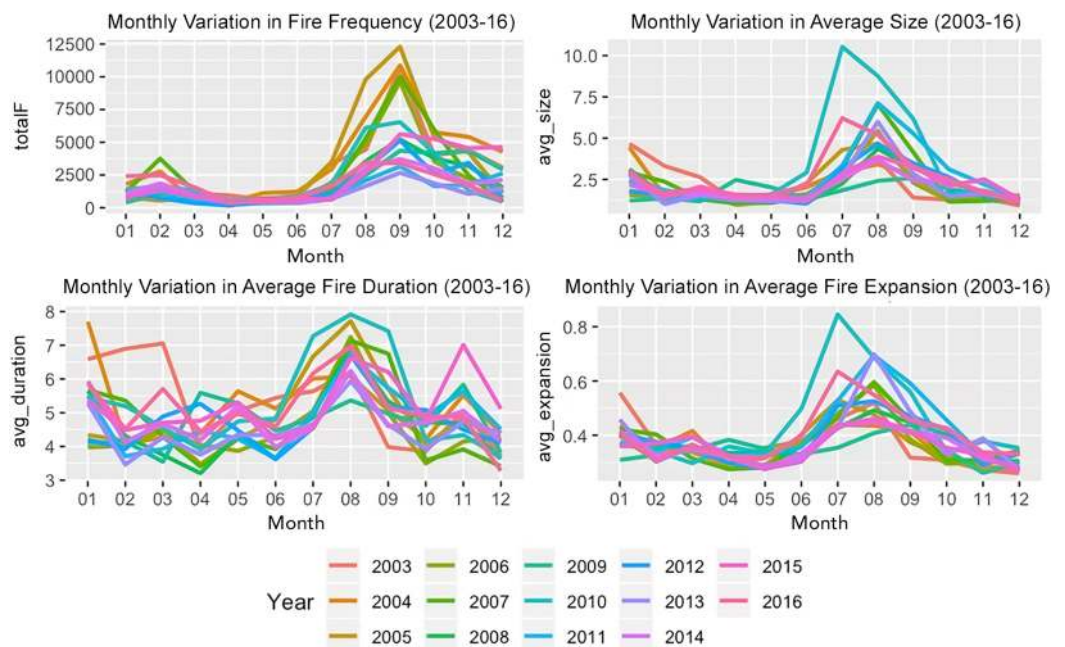 Monthly Variation in Fire Frequency (2003-16)
totalF
12500
10000
7500
5000
2500
0
01 02 03 04 05 06 07 08 09 10 11 12
Month
Monthly Variation in Average Size (2003-16)
avg_size
10.0
7.5
5.0
2.5
01 02 03 04 05 06 07 08 09 10 11 12
Month
Monthly Variation in Average Fire Duration (2003-16)
avg_duration
8
7
6
5
4
3
01 02 03 04 05 06 07 08 09 10 11 12
Month
Monthly Variation in Average Fire Expansion (2003-16)
avg_expansion
0.8
0.6
0.4
01 02 03 04 05 06 07 08 09 10 11 12
Month
Year
2003 2006 2009 2012 2015
2004 2007 2010 2013 2016
2005 2008 2011 2014